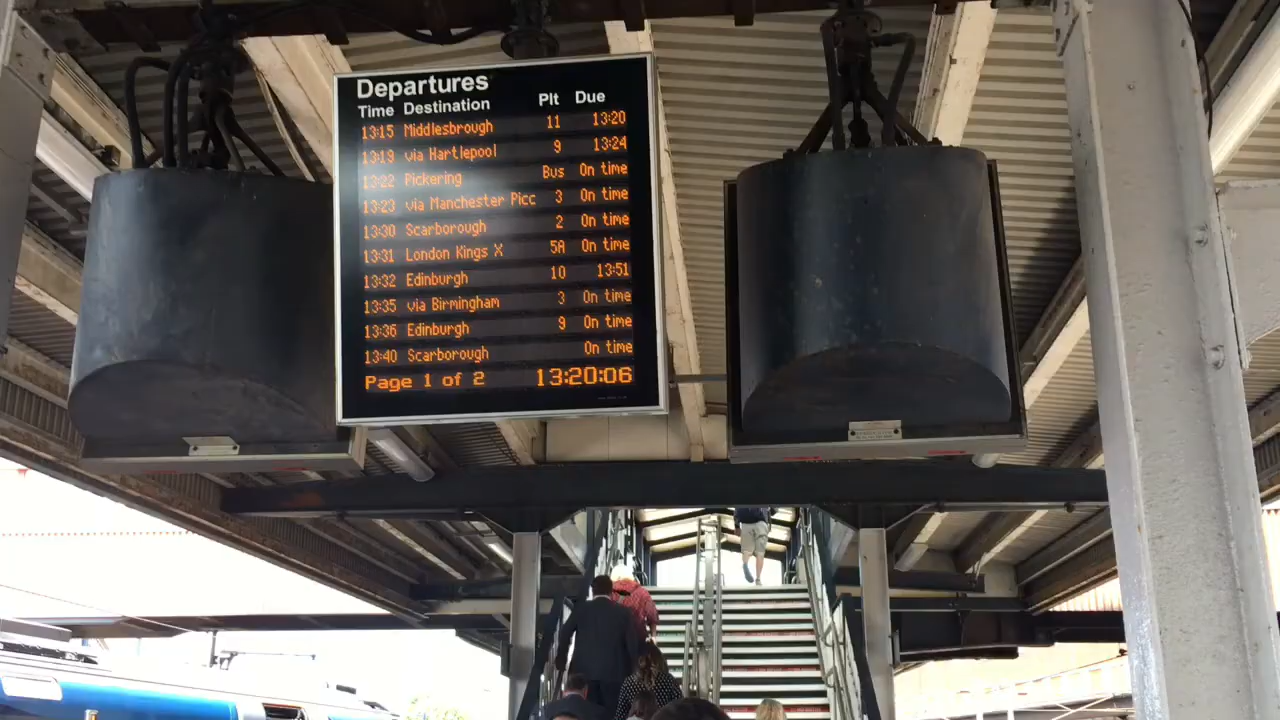 Departures
Time Destination Plt Due
13:15 Middlesbrough 11 13:20
13:19 via Hartlepool 9 13:24
13:22 Pickering Bus On time
13:23 via Manchester Picc 3 On time
13:30 Scarborough 2 On time
13:31 London Kings X 5A On time
13:32 Edinburgh 10 13:51
13:35 via Birmingham 3 On time
13:36 Edinburgh 9 On time
13:40 Scarborough On time
Page 1 of 2 13:20:06